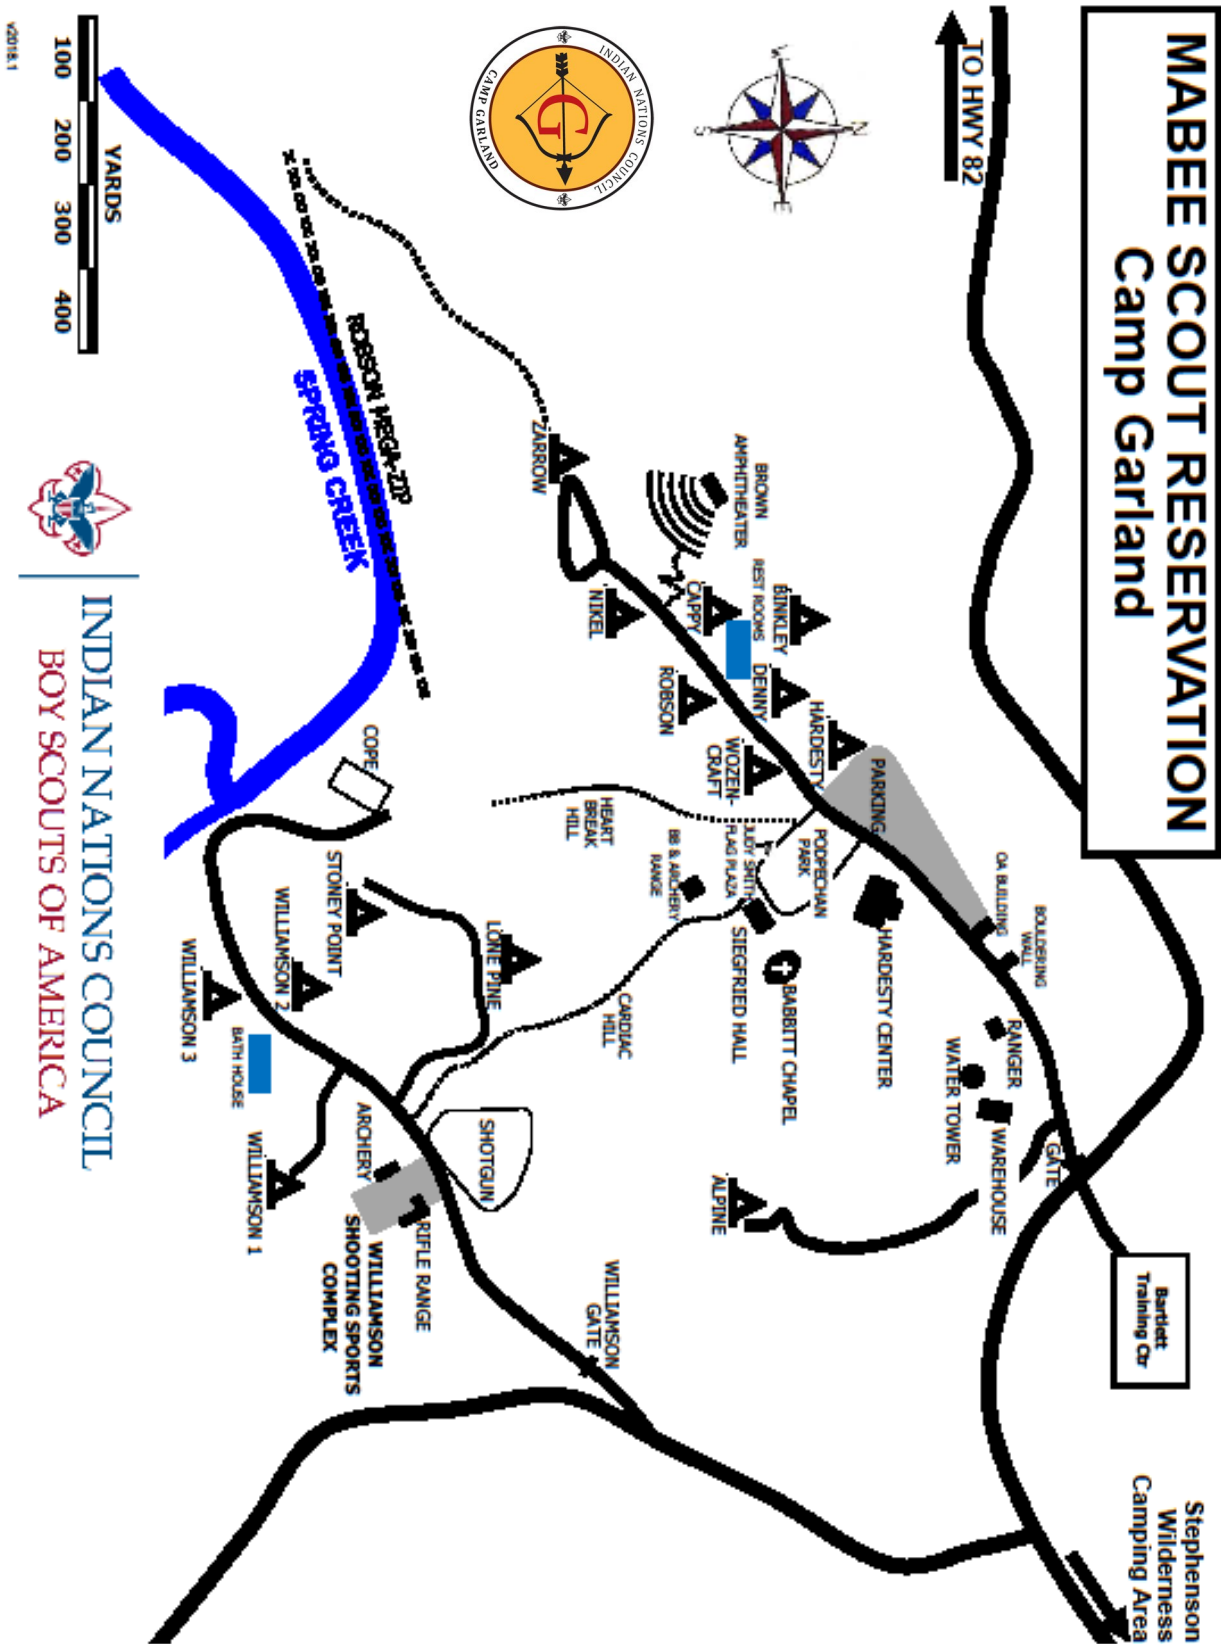 MABEE SCOUT RESERVATION
Camp Garland
TO HWY 82
N
W
E
S
INDIAN NATIONS COUNCIL
G
CAMP GARLAND
PARKING
OA BUILDING
BOULDERING
WALL
RANGER
WATER TOWER
WAREHOUSE
GATE
Bartlett
Training Ctr
Stephenson
Wilderness
Camping Area
BROWN
AMPHITHEATER
REST ROOMS
BINKLEY
CAPPY
DENNY
HARDESTY
ZARROW
NIKEL
ROBSON
WOZEN-
CRAFT
PODPECHAN
PARK
JUDY SMITH
FLAG PLAZA
BB & ARCHERY
RANGE
HEART
BREAK
HILL
HARDESTY CENTER
SIEGFRIED HALL
BABBITT CHAPEL
CARDIAC
HILL
ALPINE
ROBSON MEGA-ZIP
SPRING CREEK
COPE
STONEY POINT
LONE PINE
WILLIAMSON 2
WILLIAMSON 3
BATH HOUSE
WILLIAMSON 1
ARCHERY
SHOTGUN
RIFLE RANGE
WILLIAMSON
SHOOTING SPORTS
COMPLEX
WILLIAMSON
GATE
YARDS
100 200 300 400
v2018.1
INDIAN NATIONS COUNCIL
BOY SCOUTS OF AMERICA